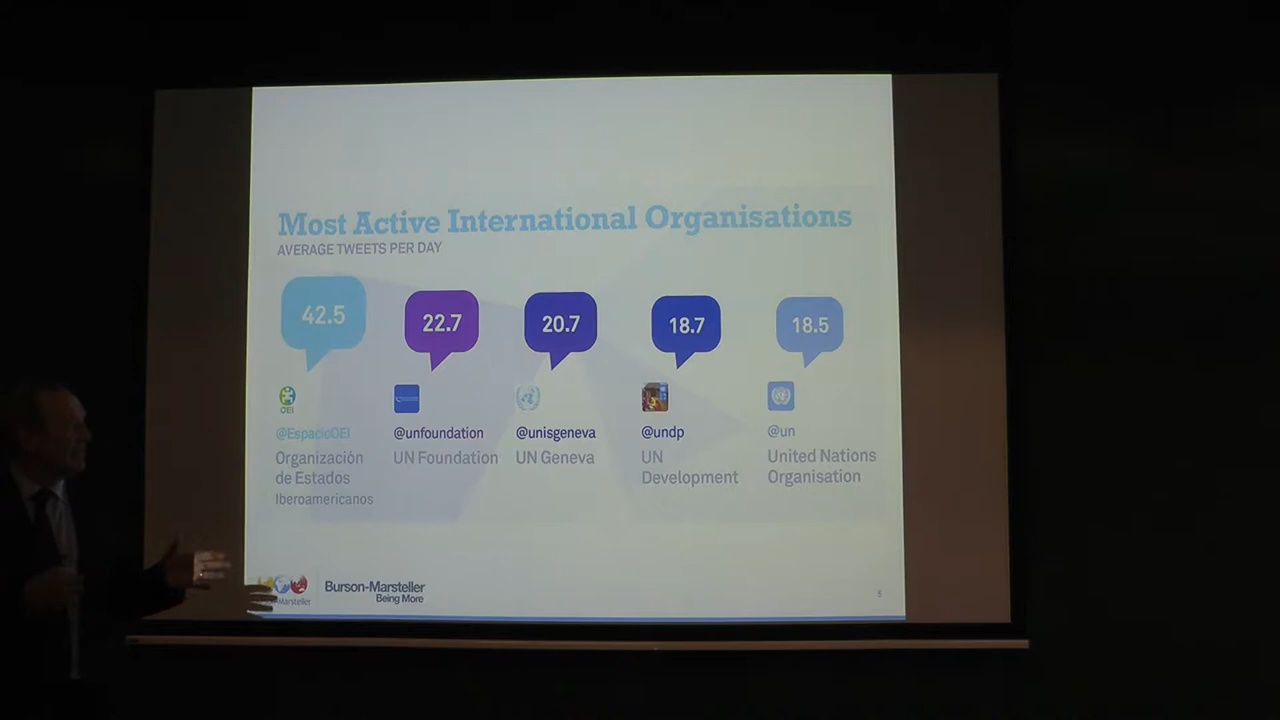 Most Active International Organisations
AVERAGE TWEETS PER DAY
42.5
22.7
20.7
18.7
18.5
OEI
@EspacioOEI
@unfoundation
@unisgeneva
@undp
@un
Organización
de Estados
Iberoamericanos
UN Foundation
UN Geneva
UN
Development
United Nations
Organisation
Burson-Marsteller
Being More
5